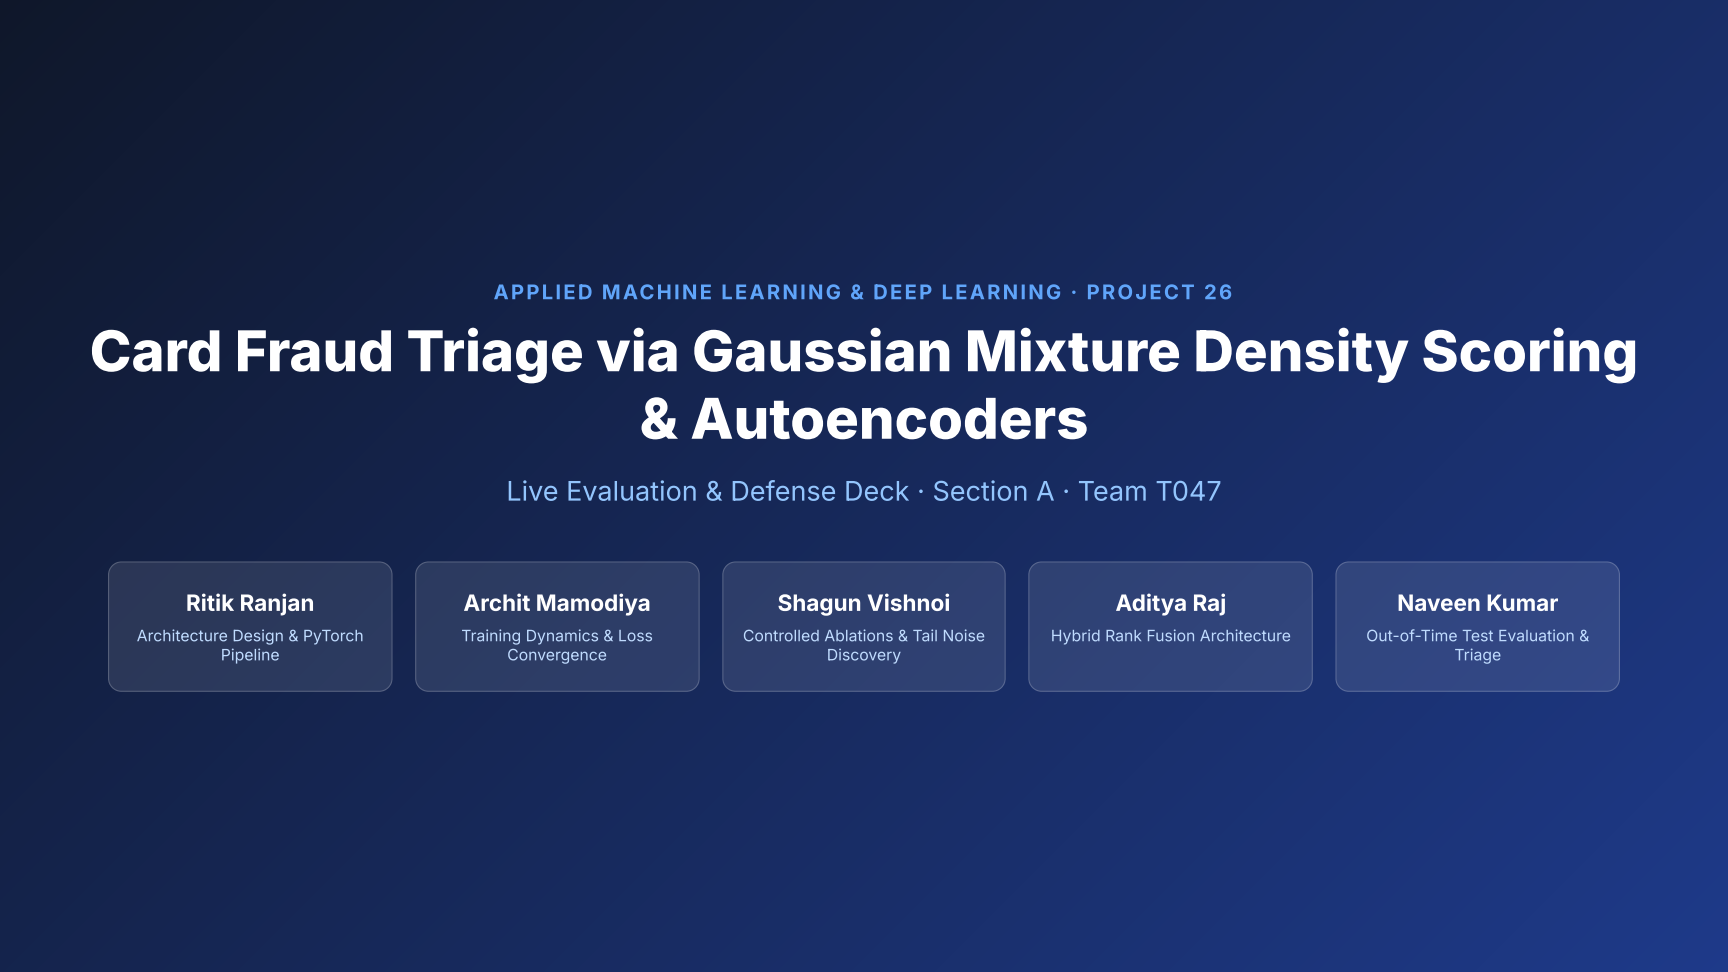 APPLIED MACHINE LEARNING & DEEP LEARNING · PROJECT 26
Card Fraud Triage via Gaussian Mixture Density Scoring
& Autoencoders
Live Evaluation & Defense Deck · Section A · Team T047
Ritik Ranjan
Architecture Design & PyTorch
Pipeline
Archit Mamodiya
Training Dynamics & Loss
Convergence
Shagun Vishnoi
Controlled Ablations & Tail Noise
Discovery
Aditya Raj
Hybrid Rank Fusion Architecture
Naveen Kumar
Out-of-Time Test Evaluation &
Triage